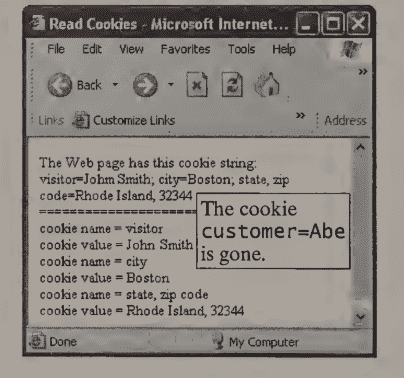 Read Cookies - Microsoft Internet...
File Edit View Favorites Tools Help
Back
»
Links Customize Links » Address
The Web page has this cookie string:
visitor=John Smith; city=Boston; state, zip
code=Rhode Island, 32344
==========================
The cookie
customer=Abe
is gone.
cookie name = visitor
cookie value = John Smith
cookie name = city
cookie value = Boston
cookie name = state, zip code
cookie value = Rhode Island, 32344
Done My Computer